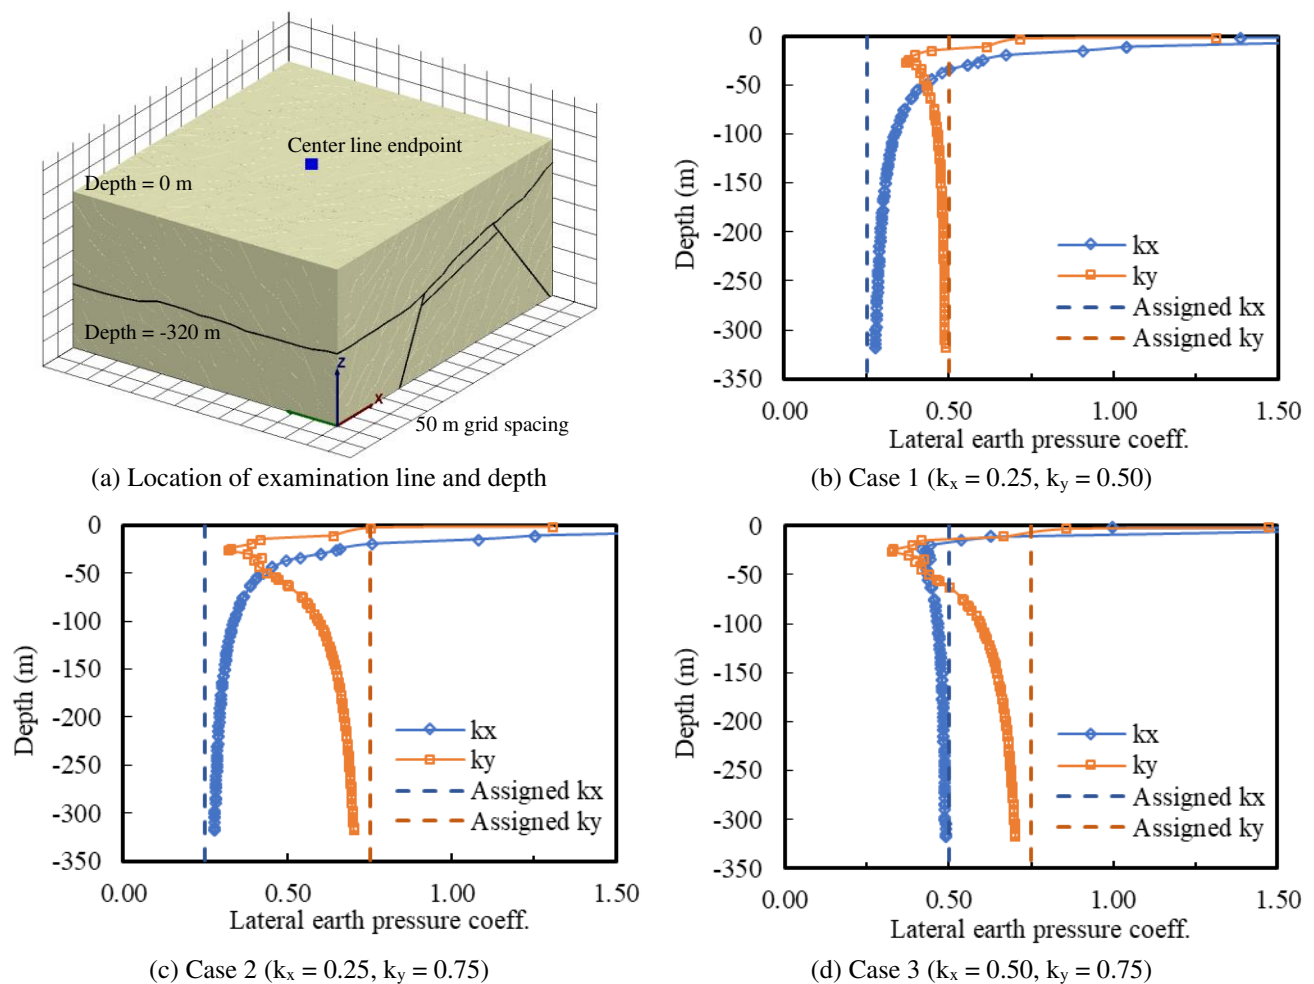 Center line endpoint
Depth = 0 m
Depth = -320 m
z
x
50 m grid spacing
(a) Location of examination line and depth
0
-50
-100
-150
-200
-250
-300
-350
Depth (m)
kx
ky
Assigned kx
Assigned ky
0.00 0.50 1.00 1.50
Lateral earth pressure coeff.
(b) Case 1 (kx = 0.25, ky = 0.50)
0
-50
-100
-150
-200
-250
-300
-350
Depth (m)
kx
ky
Assigned kx
Assigned ky
0.00 0.50 1.00 1.50
Lateral earth pressure coeff.
(c) Case 2 (kx = 0.25, ky = 0.75)
0
-50
-100
-150
-200
-250
-300
-350
Depth (m)
kx
ky
Assigned kx
Assigned ky
0.00 0.50 1.00 1.50
Lateral earth pressure coeff.
(d) Case 3 (kx = 0.50, ky = 0.75)